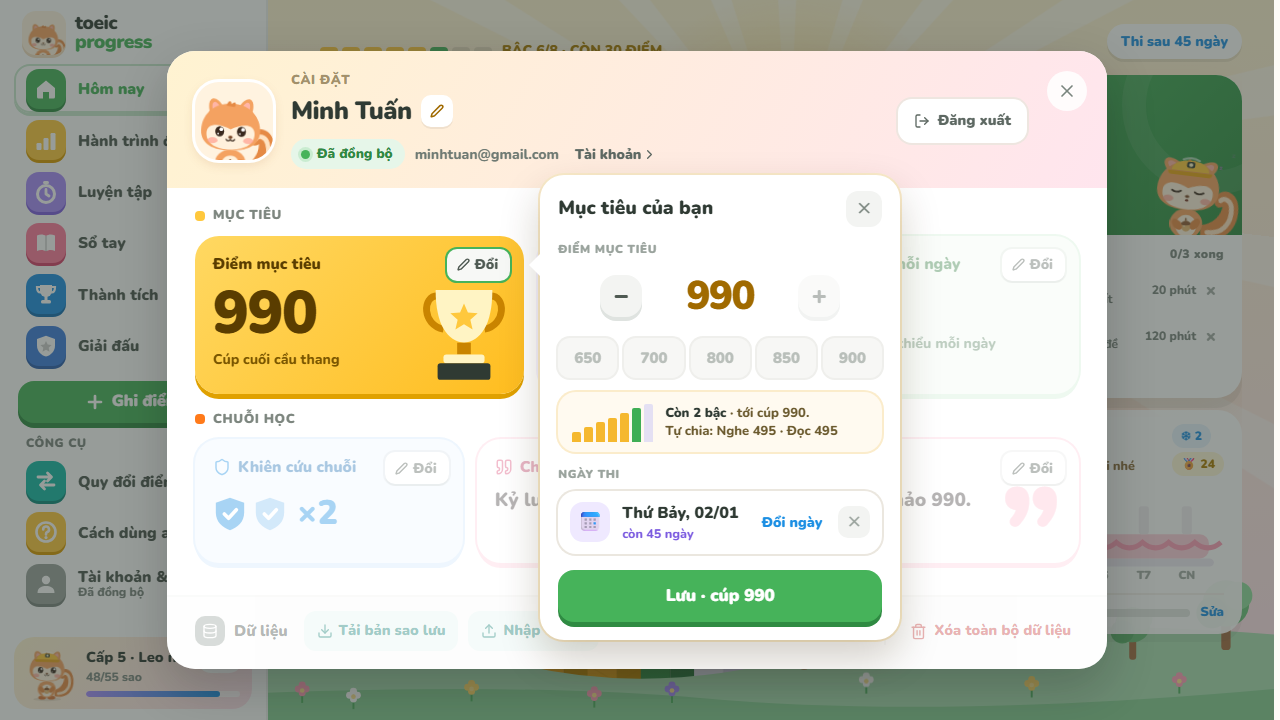 toeic
progress
Hôm nay
Hành trình
Luyện tập
Sổ tay
Thành tích
Giải đấu
Ghi
CÔNG CỤ
Quy đổi
Cách dùng
Tài khoản &
Đã đồng bộ
Cấp 5 · Leo
48/55 sao
BẬC 6/8 · CÒN 30 ĐIỂM
Thi sau 45 ngày
0/3 xong
20 phút
120 phút
2
nhé
24
T7
CN
Sửa
CÀI ĐẶT
Minh Tuấn
Đã đồng bộ
minhtuan@gmail.com
Tài khoản
Đăng xuất
MỤC TIÊU
Điểm mục tiêu
Đổi
990
Cúp cuối cầu thang
ngày
Đổi
mỗi ngày
CHUỖI HỌC
Khiên cứu chuỗi
Đổi
×2
Kỷ
990.
Đổi
Dữ liệu
Tải bản sao lưu
Nhập
Xóa toàn bộ dữ liệu
Mục tiêu của bạn
ĐIỂM MỤC TIÊU
− 990 +
650 700 800 850 900
Còn 2 bậc · tới cúp 990.
Tự chia: Nghe 495 · Đọc 495
NGÀY THI
Thứ Bảy, 02/01
còn 45 ngày
Đổi ngày
Lưu · cúp 990